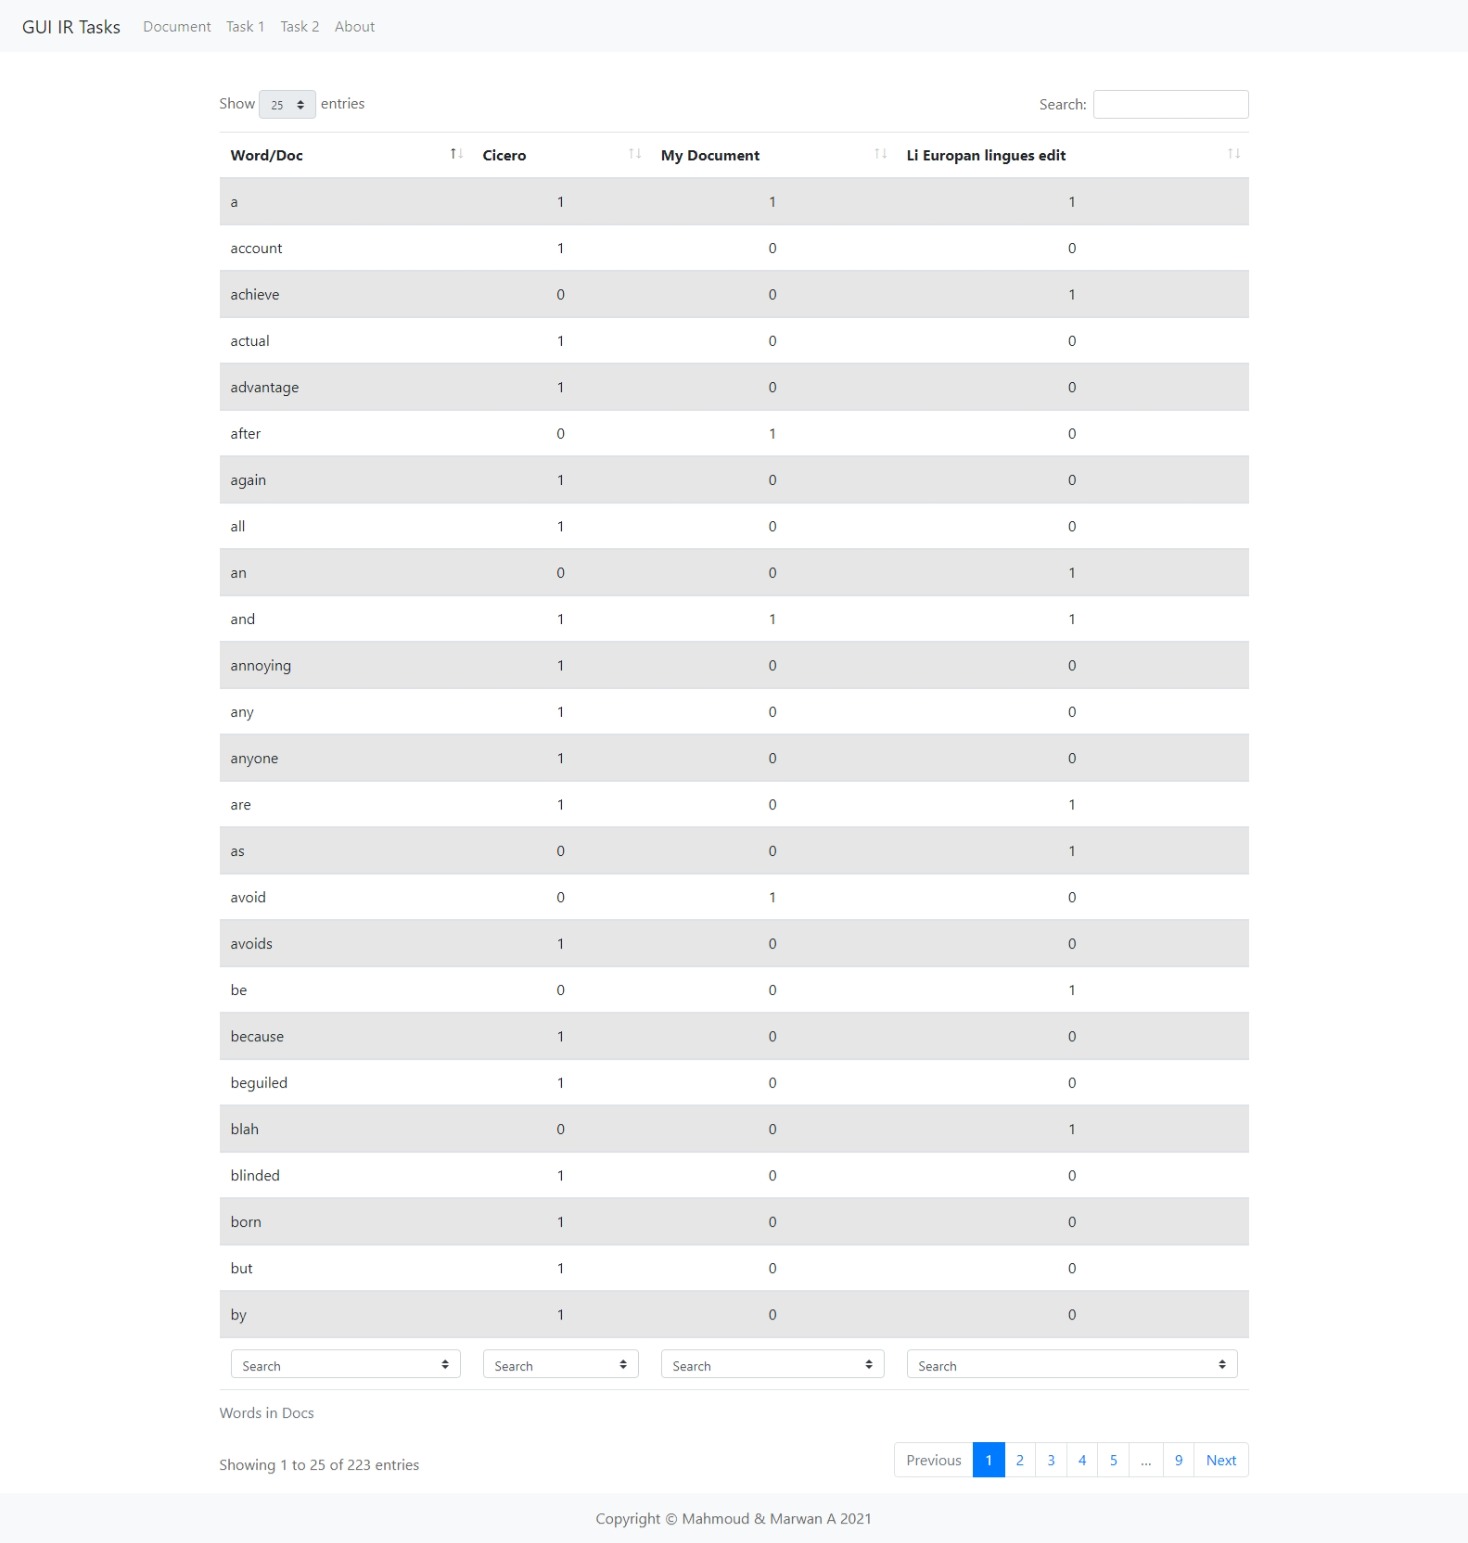 GUI IR Tasks Document Task 1 Task 2 About
Show 25 entries Search:
Word/Doc Cicero My Document Li Europan lingues edit
a 1 1 1
account 1 0 0
achieve 0 0 1
actual 1 0 0
advantage 1 0 0
after 0 1 0
again 1 0 0
all 1 0 0
an 0 0 1
and 1 1 1
annoying 1 0 0
any 1 0 0
anyone 1 0 0
are 1 0 1
as 0 0 1
avoid 0 1 0
avoids 1 0 0
be 0 0 1
because 1 0 0
beguiled 1 0 0
blah 0 0 1
blinded 1 0 0
born 1 0 0
but 1 0 0
by 1 0 0
Search Search Search Search
Words in Docs
Showing 1 to 25 of 223 entries Previous 1 2 3 4 5 ... 9 Next
Copyright © Mahmoud & Marwan A 2021